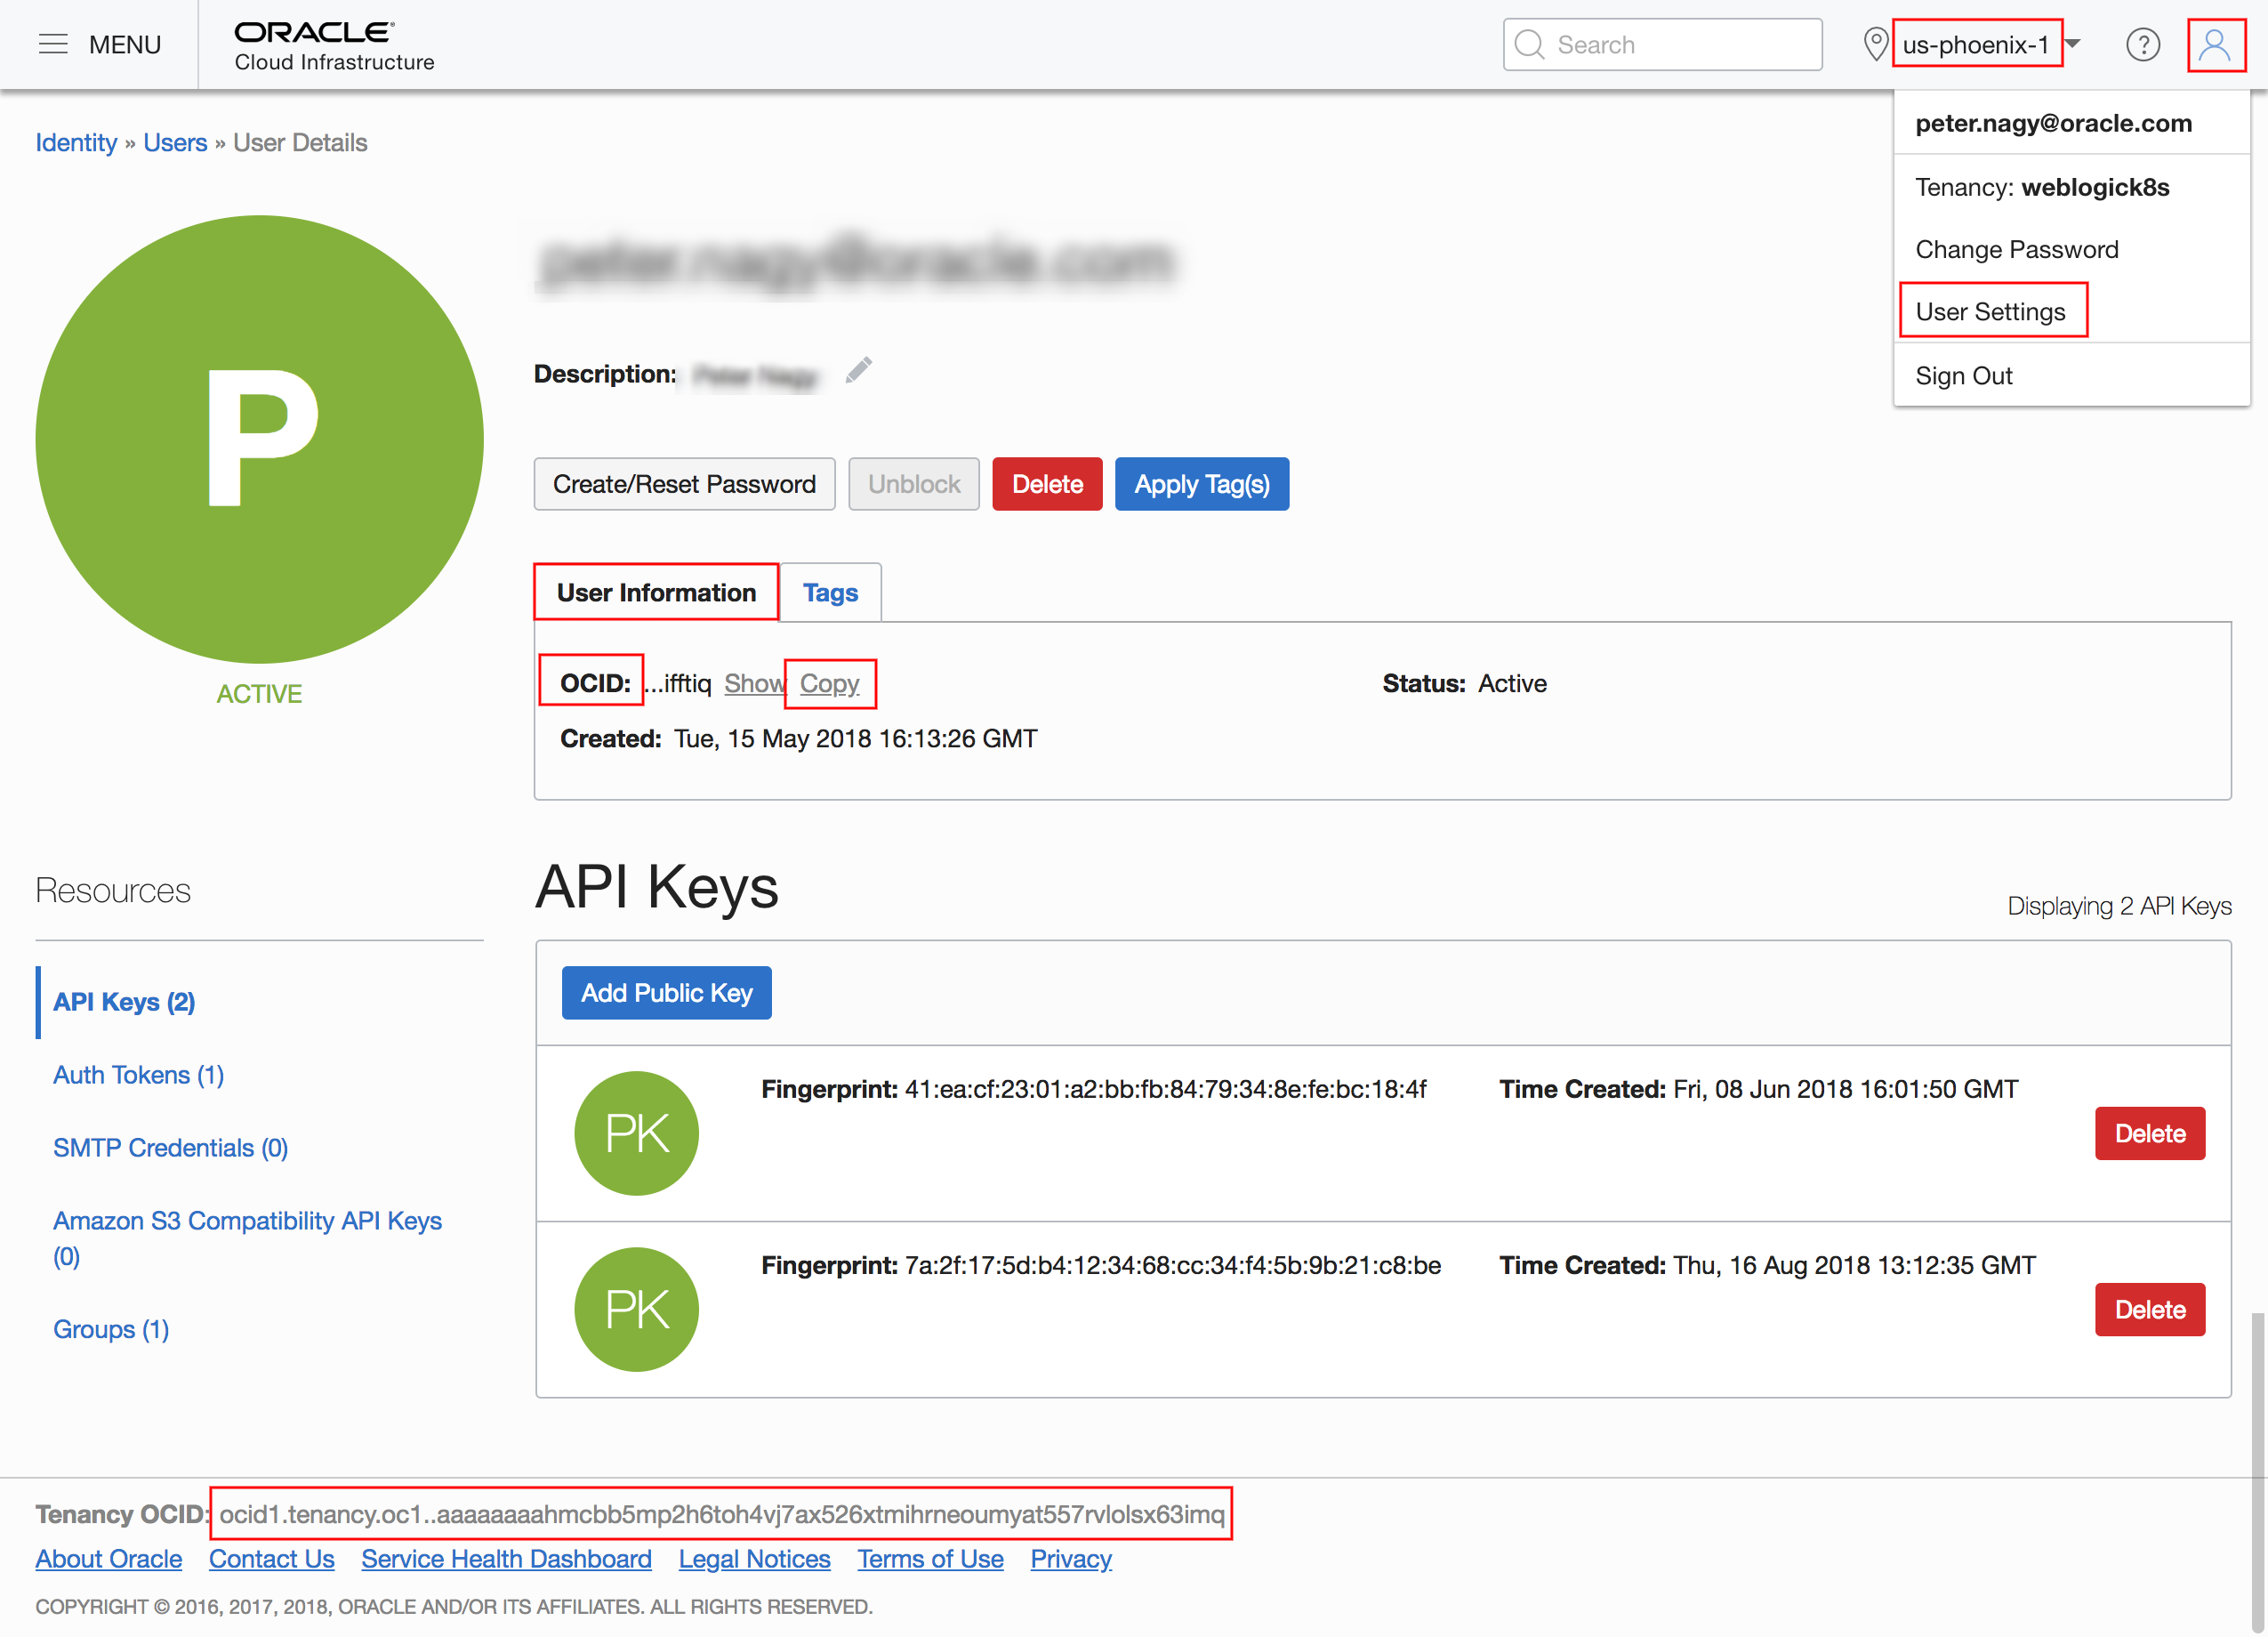 MENU
ORACLE
Cloud Infrastructure
Search
us-phoenix-1
?
peter.nagy@oracle.com
Tenancy: weblogick8s
Change Password
User Settings
Sign Out
Identity » Users » User Details
P
ACTIVE
peter.nagy@oracle.com
Description: Peter Nagy
Create/Reset Password Unblock Delete Apply Tag(s)
User Information Tags
OCID: ...ifftiq Show Copy
Status: Active
Created: Tue, 15 May 2018 16:13:26 GMT
Resources
API Keys (2)
Auth Tokens (1)
SMTP Credentials (0)
Amazon S3 Compatibility API Keys
(0)
Groups (1)
API Keys
Displaying 2 API Keys
Add Public Key
PK
Fingerprint: 41:ea:cf:23:01:a2:bb:fb:84:79:34:8e:fe:bc:18:4f
Time Created: Fri, 08 Jun 2018 16:01:50 GMT
Delete
PK
Fingerprint: 7a:2f:17:5d:b4:12:34:68:cc:34:f4:5b:9b:21:c8:be
Time Created: Thu, 16 Aug 2018 13:12:35 GMT
Delete
Tenancy OCID: ocid1.tenancy.oc1..aaaaaaaahmcbb5mp2h6toh4vj7ax526xtmihrneoumyat557rvlolsx63imq
About Oracle Contact Us Service Health Dashboard Legal Notices Terms of Use Privacy
COPYRIGHT © 2016, 2017, 2018, ORACLE AND/OR ITS AFFILIATES. ALL RIGHTS RESERVED.